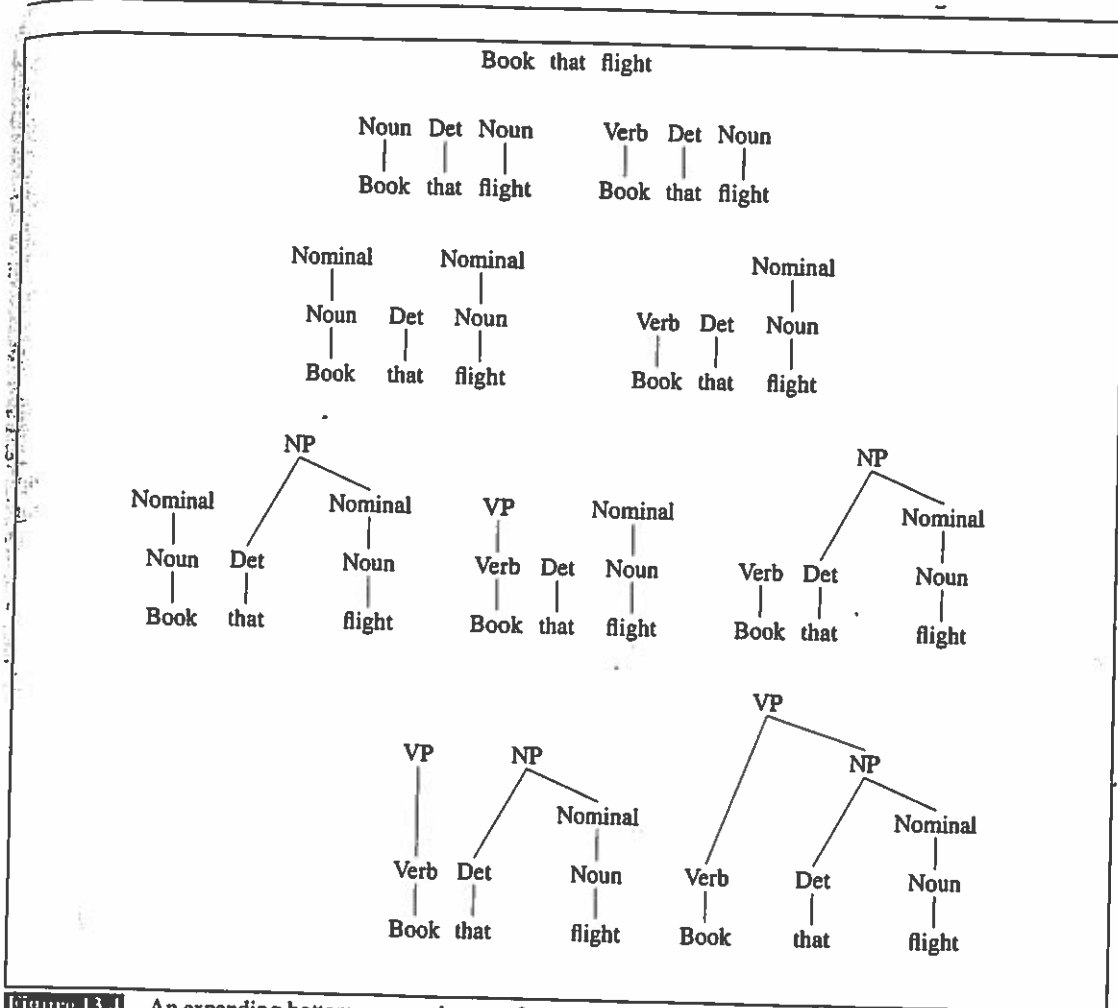 Book that flight
Noun Det Noun Verb Det Noun
Book that flight Book that flight
Nominal Nominal Nominal
Noun Det Noun Verb Det Noun
Book that flight Book that flight
NP NP
Nominal Nominal VP Nominal Nominal
Noun Det Noun Verb Det Noun Verb Det Noun
Book that flight Book that flight Book that flight
VP
VP NP NP
Nominal Nominal
Verb Det Noun Verb Det Noun
Book that flight Book that flight
Figure 13.4 An expanding